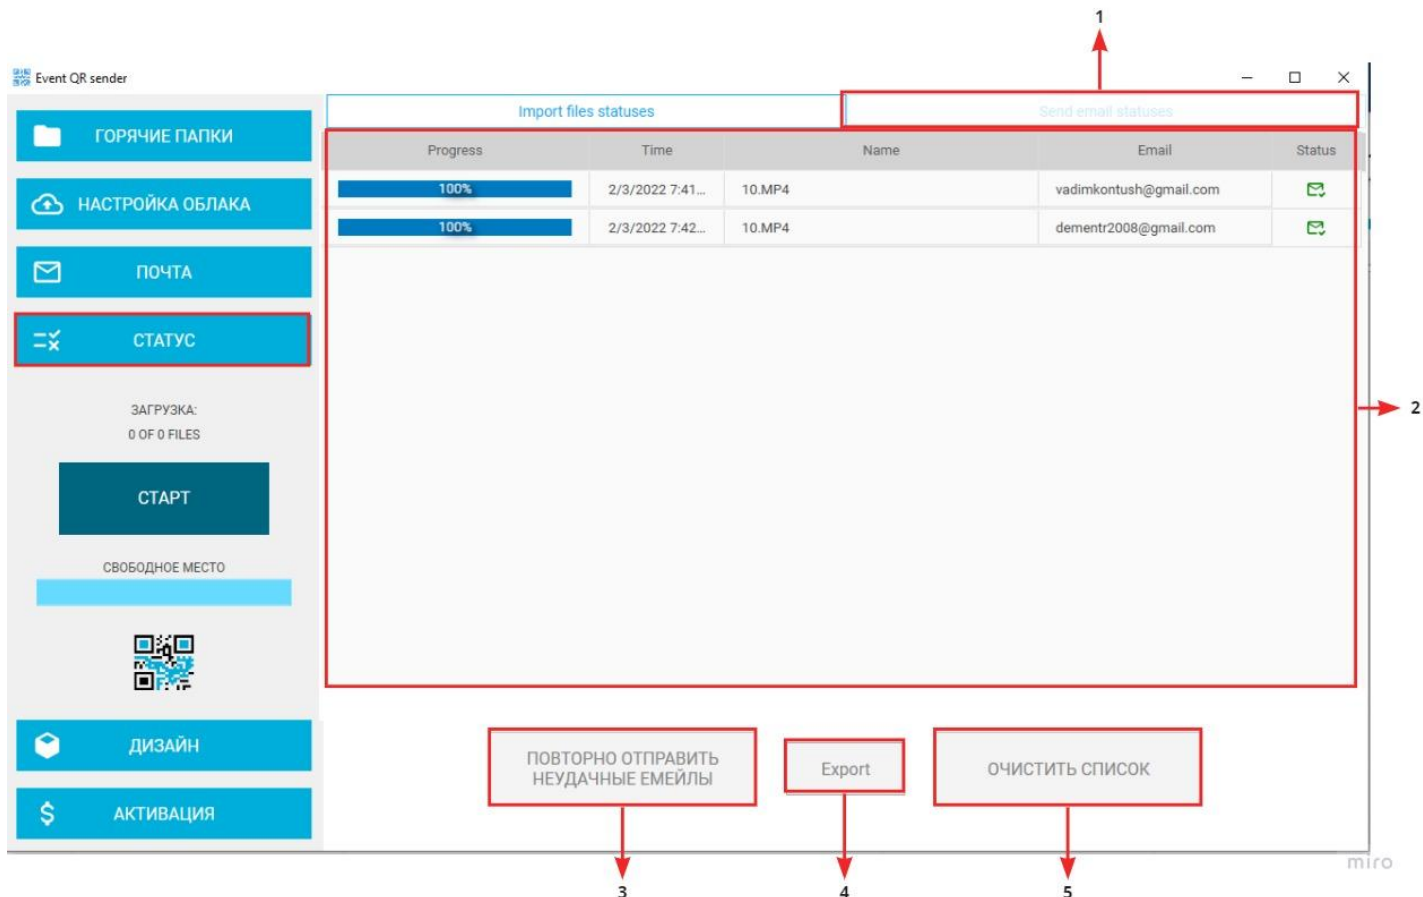 1
Event QR sender
Import files statuses
Send email statuses
ГОРЯЧИЕ ПАПКИ
Progress Time Name Email Status
100% 2/3/2022 7:41... 10.MP4 vadimkontush@gmail.com
НАСТРОЙКА ОБЛАКА
100% 2/3/2022 7:42... 10.MP4 dementr2008@gmail.com
ПОЧТА
СТАТУС
ЗАГРУЗКА:
0 OF 0 FILES
2
СТАРТ
СВОБОДНОЕ МЕСТО
ДИЗАЙН
ПОВТОРНО ОТПРАВИТЬ
НЕУДАЧНЫЕ ЕМЕЙЛЫ
Export
ОЧИСТИТЬ СПИСОК
$ АКТИВАЦИЯ
miro
3
4
5